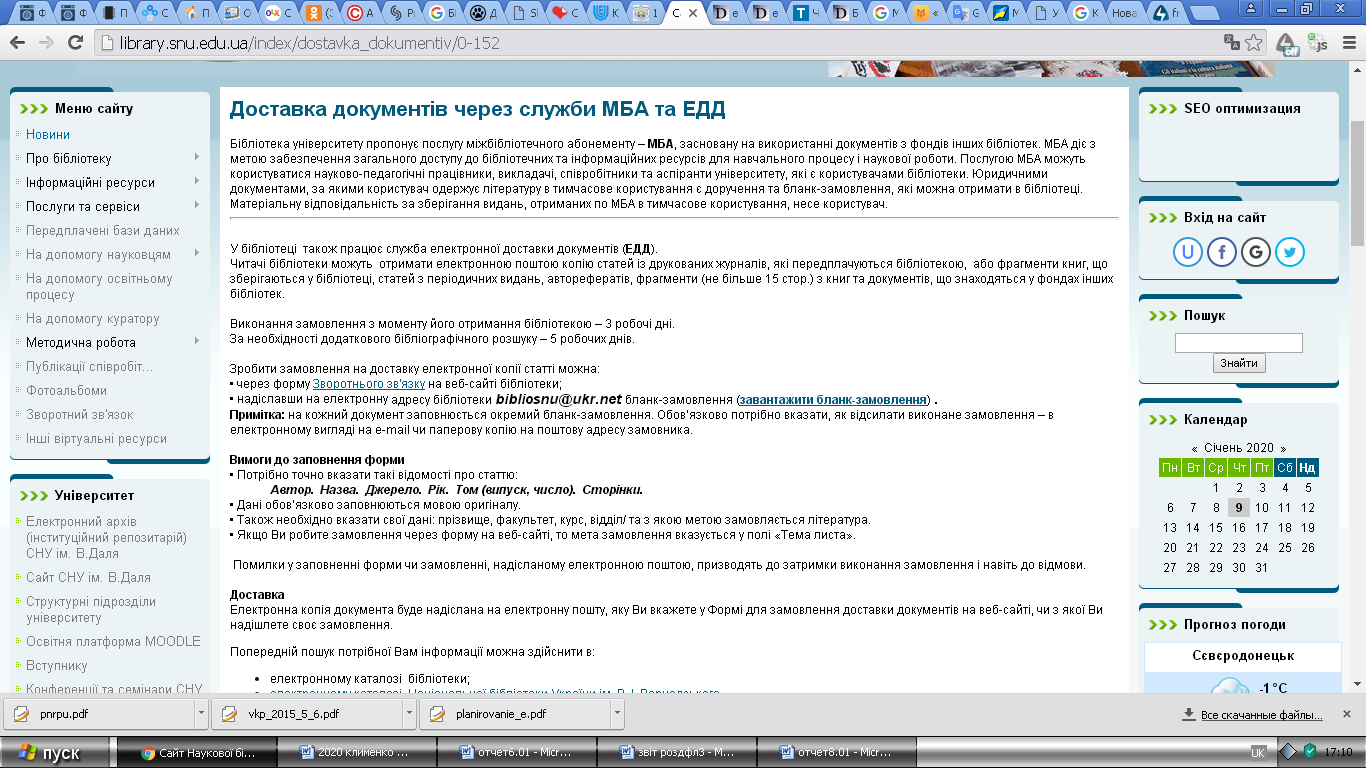 library.snu.edu.ua/index/dostavka_dokumentiv/0-152
Меню сайту
Новини
Про бібліотеку
Інформаційні ресурси
Послуги та сервіси
Передплачені бази даних
На допомогу науковцям
На допомогу освітньому
процесу
На допомогу куратору
Методична робота
Публікації співробіт...
Фотоальбоми
Зворотний зв'язок
Інші віртуальні ресурси
Університет
Електронний архів
(інституційний репозитарій)
СНУ ім. В.Даля
Сайт СНУ ім. В.Даля
Структурні підрозділи
університету
Освітня платформа MOODLE
Вступнику
Конференції та семінари СНУ
Доставка документів через служби МБА та ЕДД
Бібліотека університету пропонує послугу міжбібліотечного абонементу – МБА, засновану на використанні документів з фондів інших бібліотек. МБА діє з
метою забезпечення загального доступу до бібліотечних та інформаційних ресурсів для навчального процесу і наукової роботи. Послугою МБА можуть
користуватися науково-педагогічні працівники, викладачі, співробітники та аспіранти університету, які є користувачами бібліотеки. Юридичними
документами, за якими користувач одержує літературу в тимчасове користування є доручення та бланк-замовлення, які можна отримати в бібліотеці.
Матеріальну відповідальність за зберігання видань, отриманих по МБА в тимчасове користування, несе користувач.
У бібліотеці також працює служба електронної доставки документів (ЕДД).
Читачі бібліотеки можуть отримати електронною поштою копію статей із друкованих журналів, які передплачуються бібліотекою, або фрагменти книг, що
зберігаються у бібліотеці, статей з періодичних видань, авторефератів, фрагменти (не більше 15 стор.) з книг та документів, що знаходяться у фондах інших
бібліотек.
Виконання замовлення з моменту його отримання бібліотекою – 3 робочі дні.
За необхідності додаткового бібліографічного розшуку – 5 робочих днів.
Зробити замовлення на доставку електронної копії статті можна:
• через форму Зворотнього зв'язку на веб-сайті бібліотеки;
• надіславши на електронну адресу бібліотеки bibliosnu@ukr.net бланк-замовлення (завантажити бланк-замовлення) .
Примітка: на кожний документ заповнюється окремий бланк-замовлення. Обов'язково потрібно вказати, як відсилати виконане замовлення – в
електронному вигляді на e-mail чи паперову копію на поштову адресу замовника.
Вимоги до заповнення форми
• Потрібно точно вказати такі відомості про статтю:
Автор. Назва. Джерело. Рік. Том (випуск, число). Сторінки.
• Дані обов'язково заповнюються мовою оригіналу.
• Також необхідно вказати свої дані: прізвище, факультет, курс, відділ/ та з якою метою замовляється література.
• Якщо Ви робите замовлення через форму на веб-сайті, то мета замовлення вказується у полі «Тема листа».
Помилки у заповненні форми чи замовленні, надісланому електронною поштою, призводять до затримки виконання замовлення і навіть до відмови.
Доставка
Електронна копія документа буде надіслана на електронну пошту, яку Ви вкажете у Формі для замовлення доставки документів на веб-сайті, чи з якої Ви
надішлете своє замовлення.
Попередній пошук потрібної Вам інформації можна здійснити в:
• електронному каталозі бібліотеки;
SEO оптимизация
Вхід на сайт
Пошук
Знайти
Календар
« Січень 2020 »
Пн Вт Ср Чт Пт Сб Нд
1 2 3 4 5
6 7 8 9 10 11 12
13 14 15 16 17 18 19
20 21 22 23 24 25 26
27 28 29 30 31
Прогноз погоди
Сєвєродонецьк
-1°C
pnrpu.pdf
vkp_2015_5_6.pdf
planirovanie_e.pdf
Все скачанные файлы...
пуск
Сайт Наукової бі...
2020 клименко ...
отчет6.01 - Micr...
звіт роздфл3 - M...
отчет8.01 - Micr...
UK
17:10